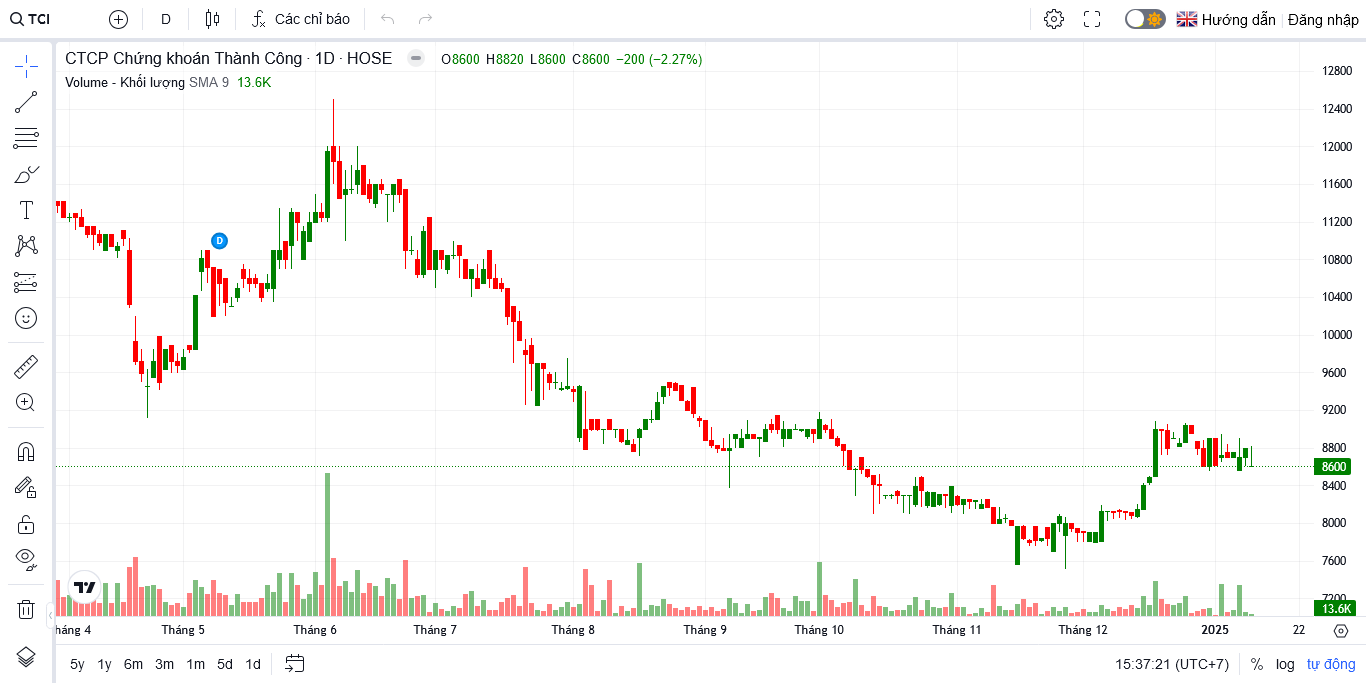 TCI D Các chỉ báo Hướng dẫn Đăng nhập
CTCP Chứng khoán Thành Công · 1D · HOSE O8600 H8820 L8600 C8600 −200 (−2.27%)
Volume - Khối lượng SMA 9 13.6K
12800
12400
12000
11600
11200
D
10800
10400
10000
9600
9200
8800
8600
8400
8000
7600
7200
13.6K
háng 4 Tháng 5 Tháng 6 Tháng 7 Tháng 8 Tháng 9 Tháng 10 Tháng 11 Tháng 12 2025 22
5y 1y 6m 3m 1m 5d 1d 15:37:21 (UTC+7) % log tự động